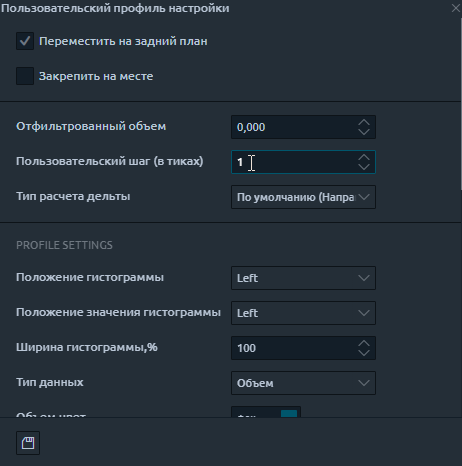 Пользовательский профиль настройки
Переместить на задний план
Закрепить на месте
Отфильтрованный объем 0,000
Пользовательский шаг (в тиках) 1
Тип расчета дельты По умолчанию (Напра
PROFILE SETTINGS
Положение гистограммы Left
Положение значения гистограммы Left
Ширина гистограммы,% 100
Тип данных Объем
Объем цвет